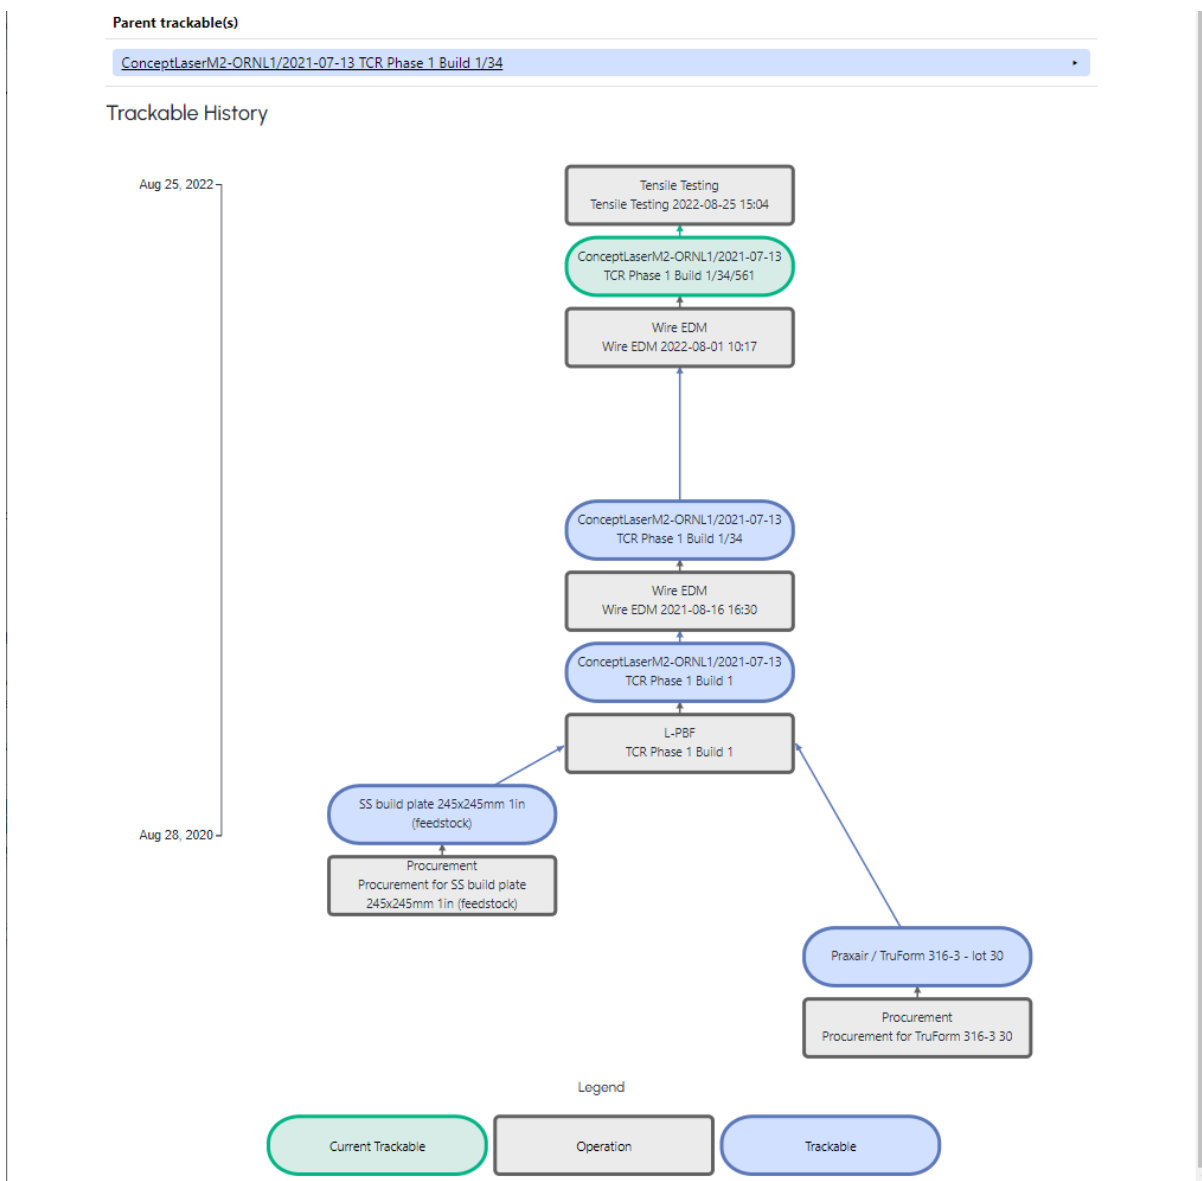 Parent trackable(s)
ConceptLaserM2-ORNL1/2021-07-13 TCR Phase 1 Build 1/34
Trackable History
Aug 25, 2022
Tensile Testing
Tensile Testing 2022-08-25 15:04
ConceptLaserM2-ORNL1/2021-07-13
TCR Phase 1 Build 1/34/561
Wire EDM
Wire EDM 2022-08-01 10:17
ConceptLaserM2-ORNL1/2021-07-13
TCR Phase 1 Build 1/34
Wire EDM
Wire EDM 2021-08-16 16:30
ConceptLaserM2-ORNL1/2021-07-13
TCR Phase 1 Build 1
L-PBF
TCR Phase 1 Build 1
SS build plate 245x245mm 1in
(feedstock)
Aug 28, 2020
Procurement
Procurement for SS build plate
245x245mm 1in (feedstock)
Praxair / TruForm 316-3 - lot 30
Procurement
Procurement for TruForm 316-3 30
Legend
Current Trackable
Operation
Trackable